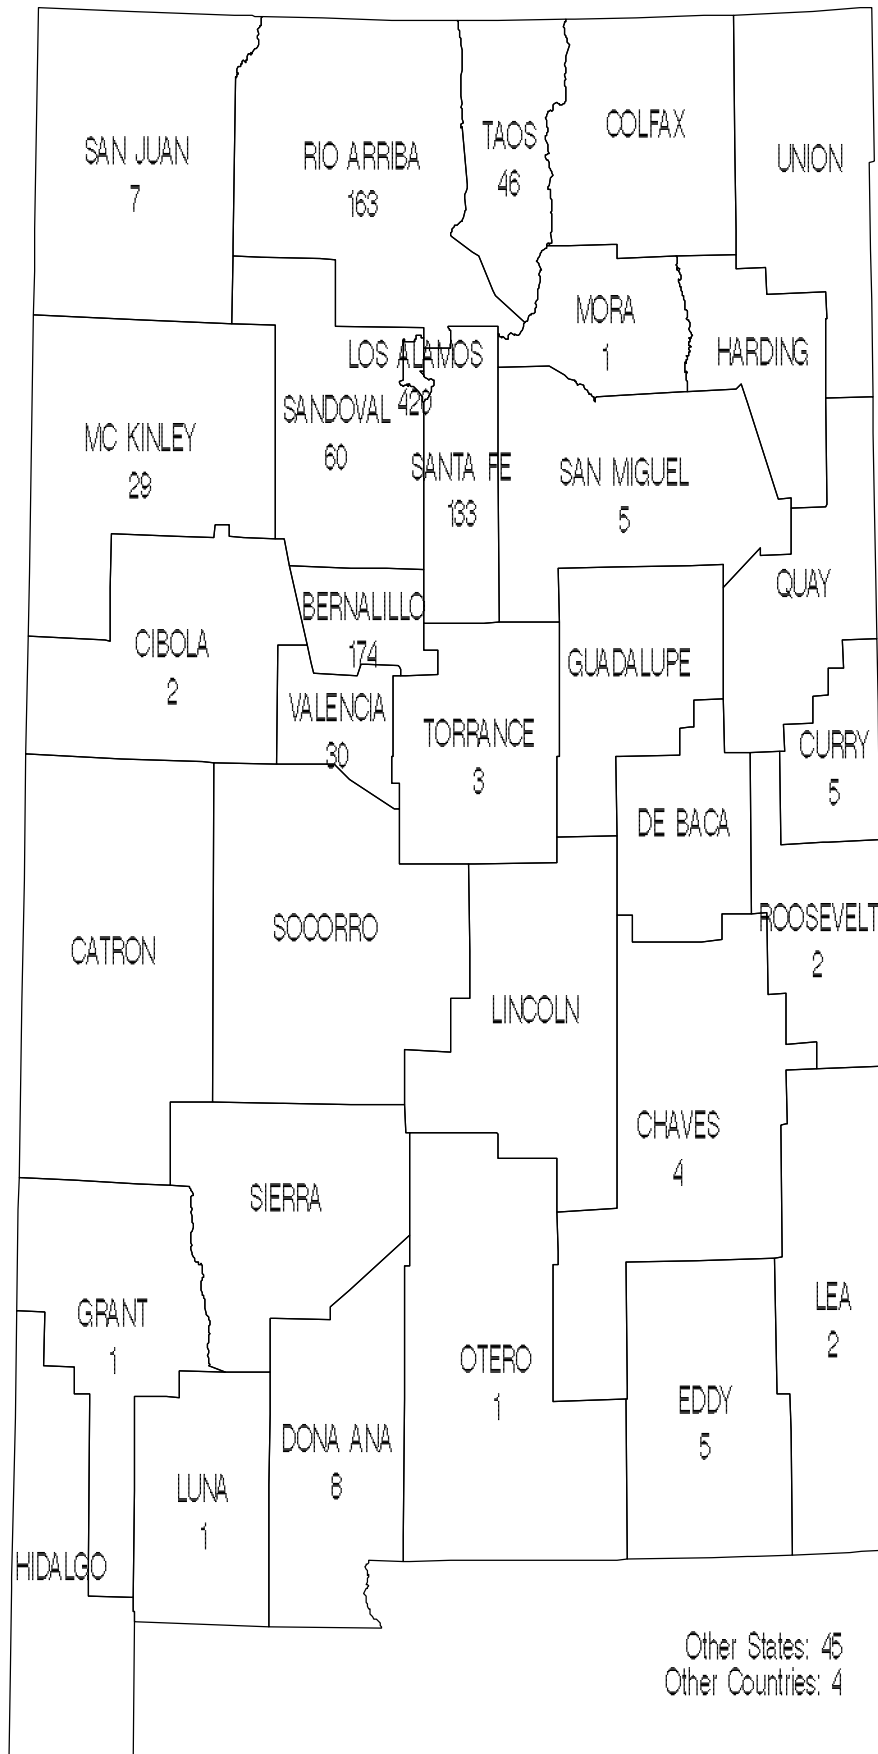 SAN JUAN
7
RIO ARRIBA
163
TAOS
46
COLFAX
UNION
MORA
1
HARDING
LOS ALAMOS
420
SANDOVAL
60
MC KINLEY
29
SANTA FE
133
SAN MIGUEL
5
QUAY
BERNALILLO
174
CIBOLA
2
GUADALUPE
VALENCIA
30
TORRANCE
3
CURRY
5
DE BACA
ROOSEVELT
2
SOCORRO
CATRON
LINCOLN
CHAVES
4
SIERRA
GRANT
1
LEA
2
OTERO
1
EDDY
5
DONA ANA
8
LUNA
1
HIDALGO
Other States: 45
Other Countries: 4